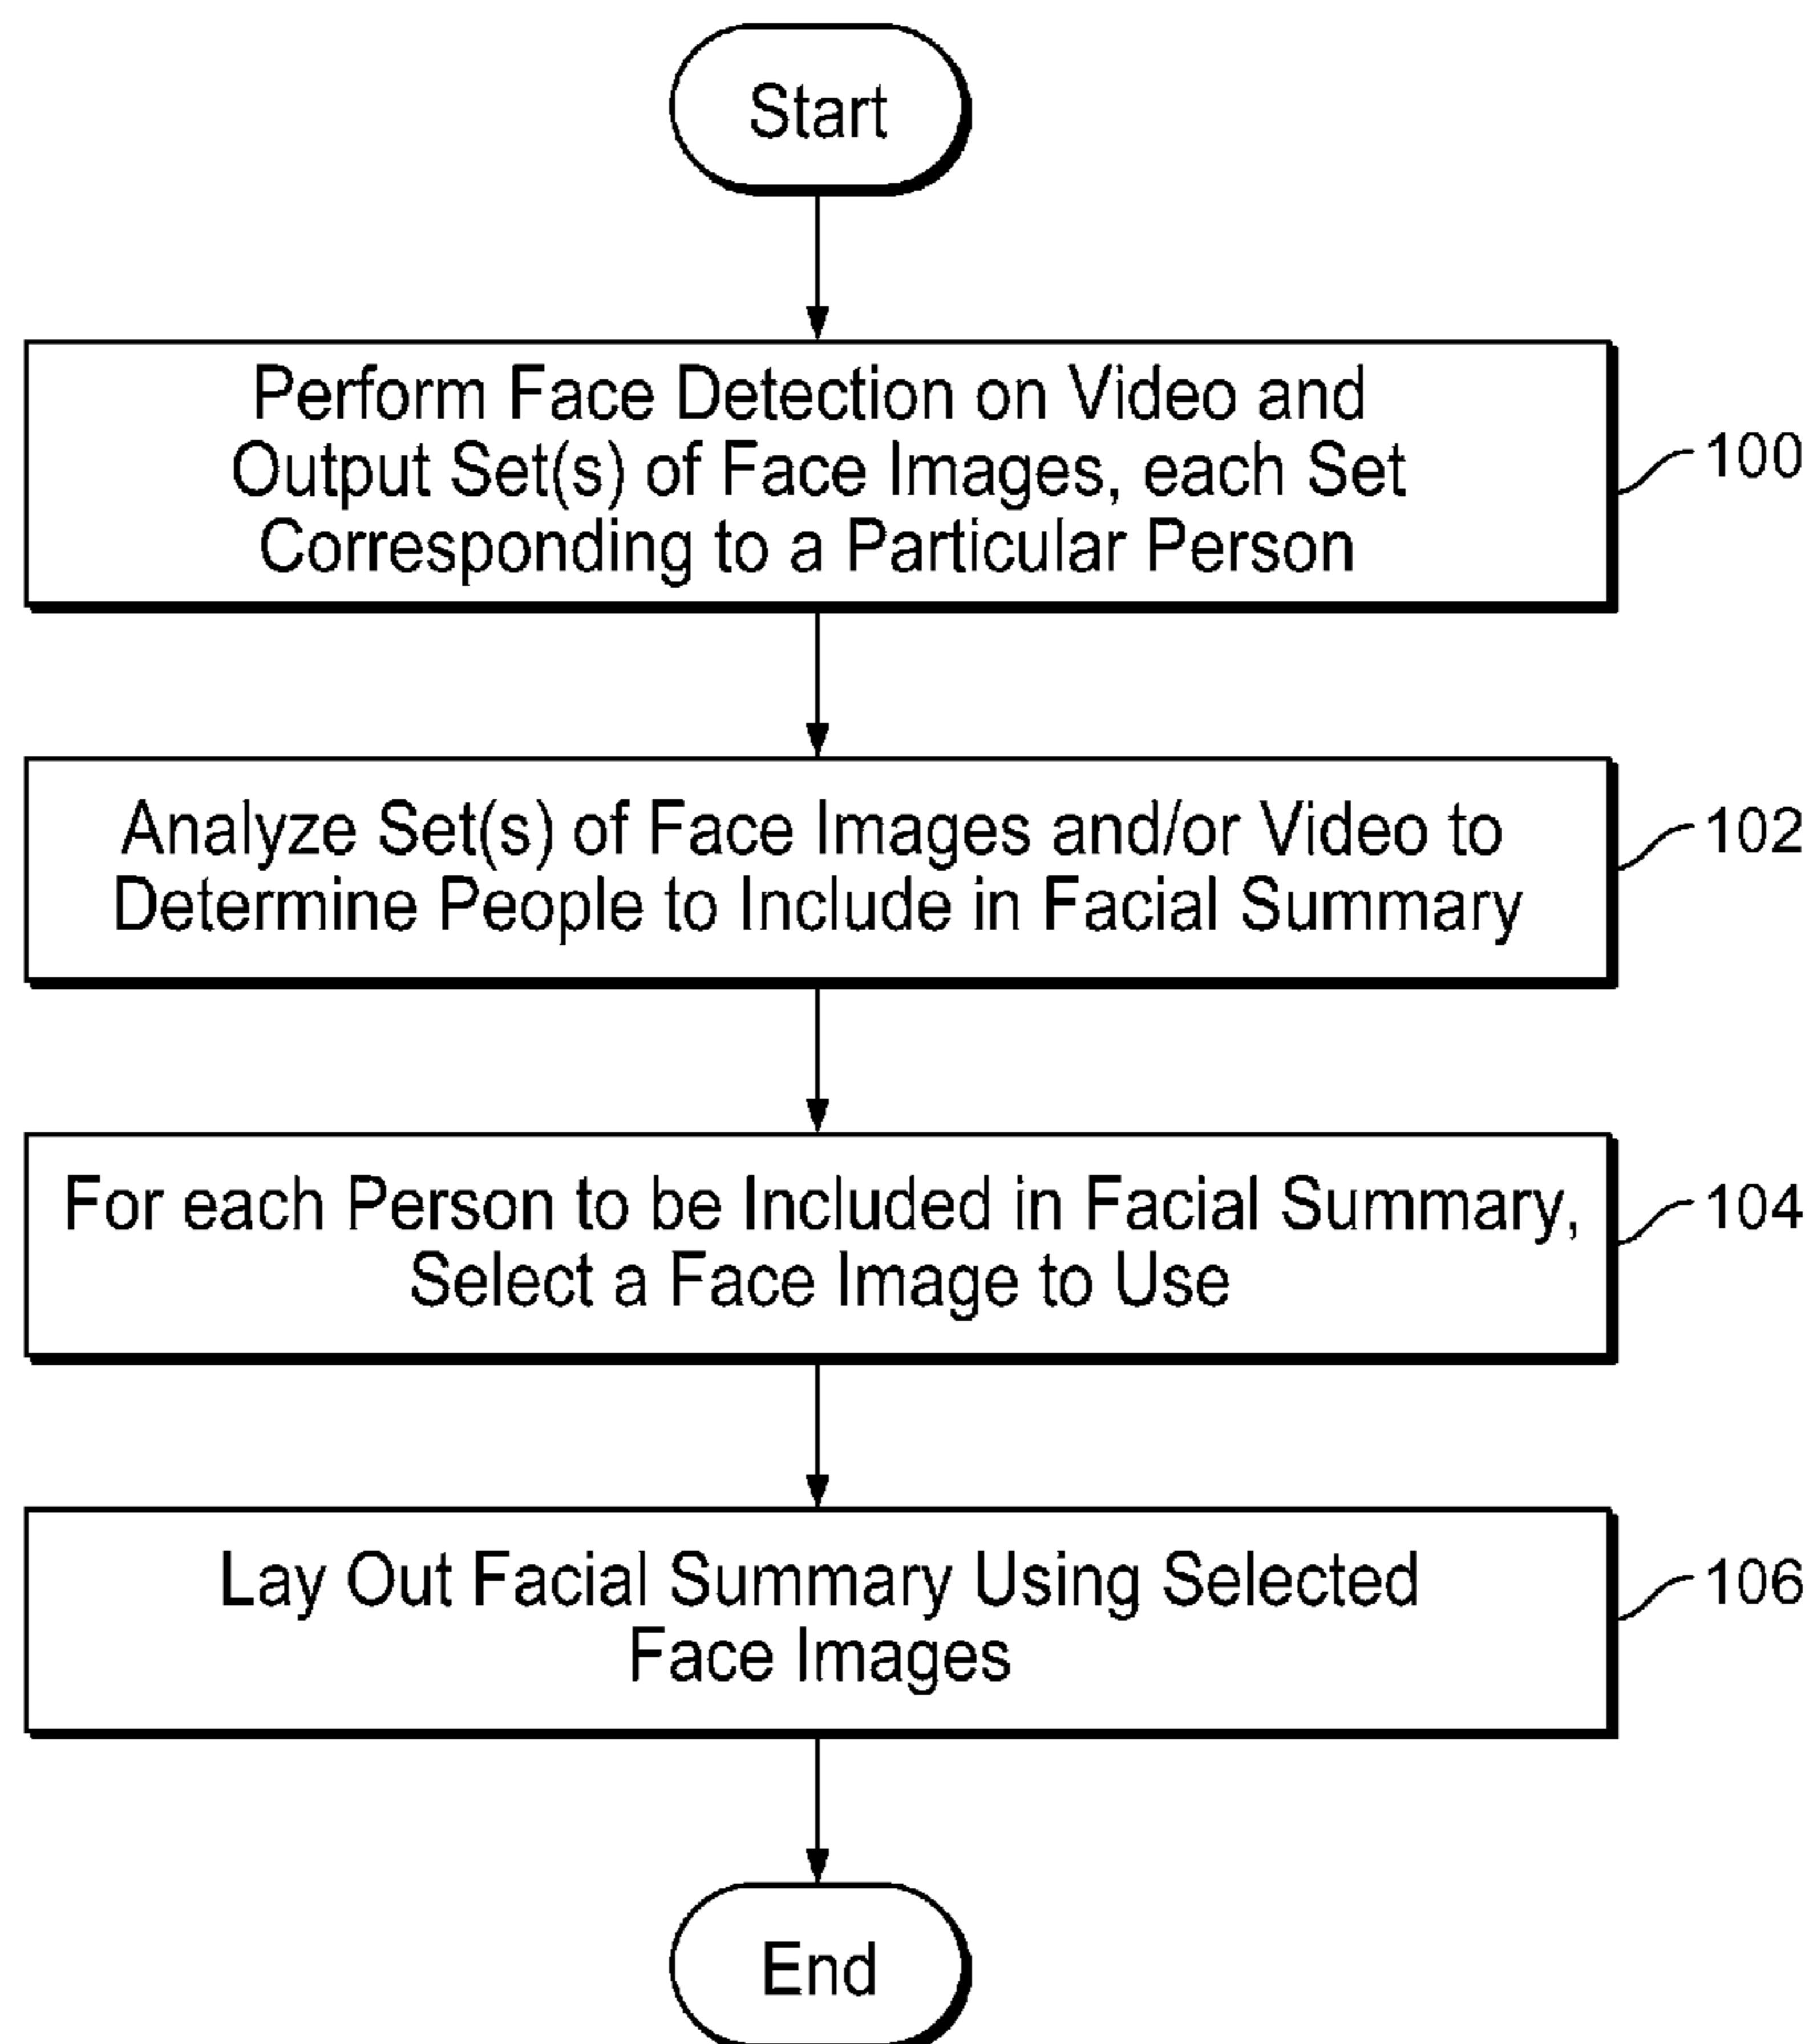 Start
Perform Face Detection on Video and
Output Set(s) of Face Images, each Set
Corresponding to a Particular Person
100
Analyze Set(s) of Face Images and/or Video to
Determine People to Include in Facial Summary
102
For each Person to be Included in Facial Summary,
Select a Face Image to Use
104
Lay Out Facial Summary Using Selected
Face Images
106
End